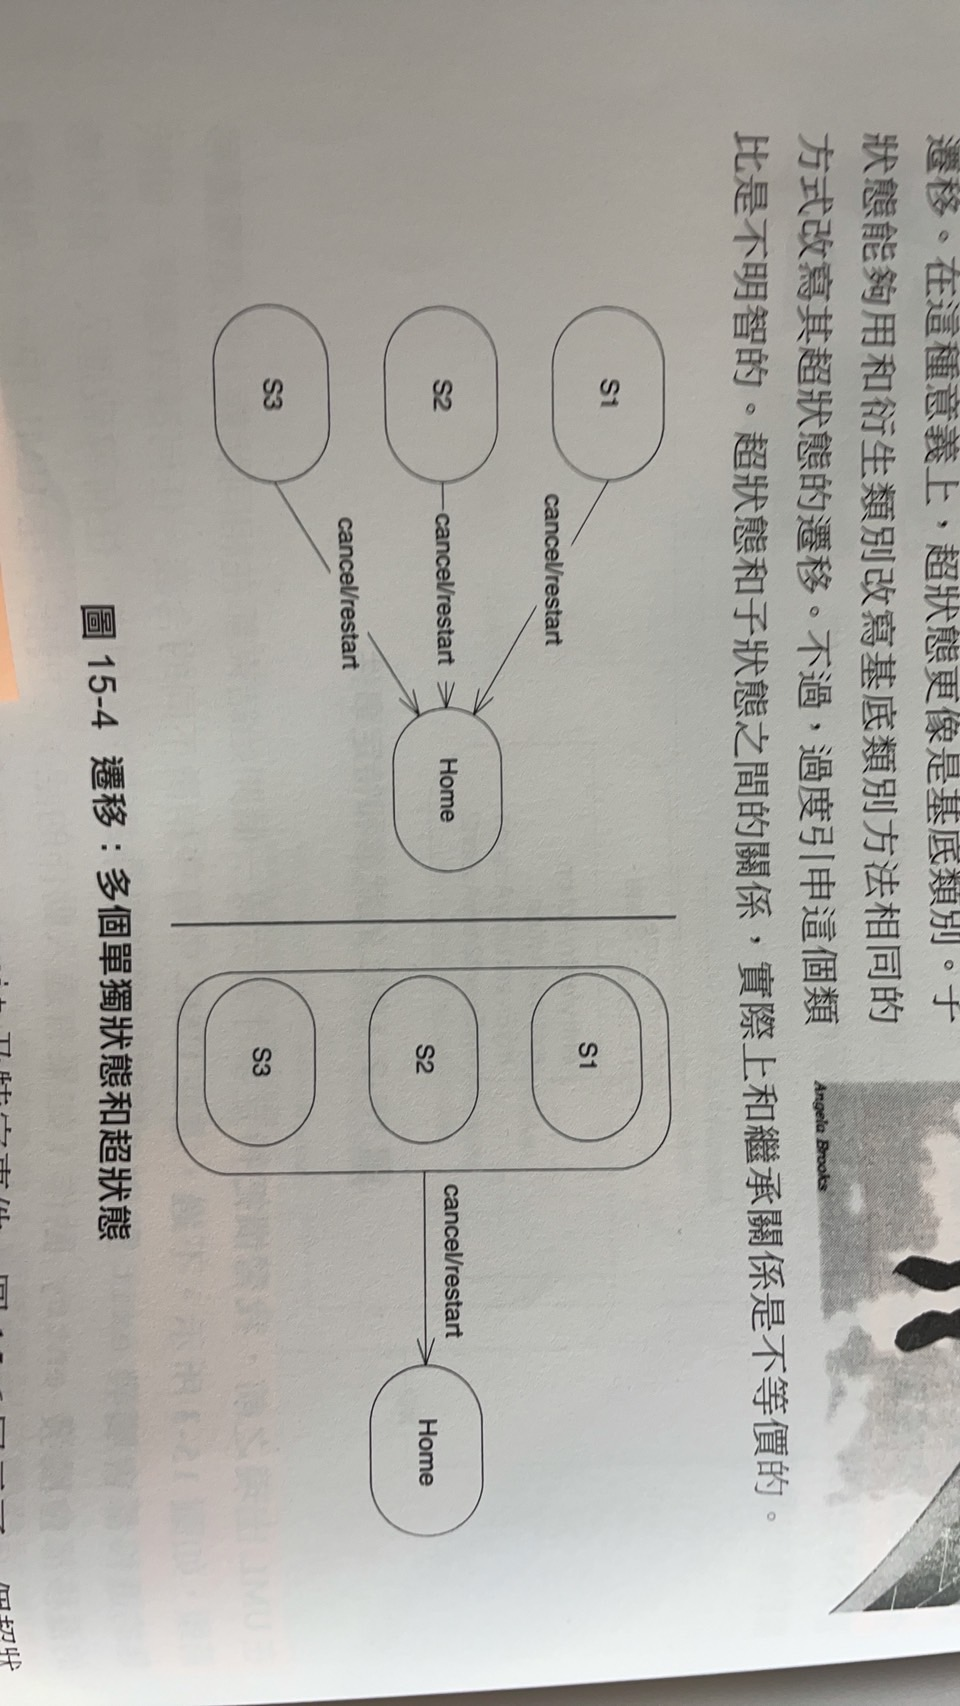 遷移。在這種意義上，超狀態更像是基底類別。子
狀態能夠用和衍生類別改寫基底類別方法相同的
方式改寫其超狀態的遷移。不過，過度引申這個類
比是不明智的。超狀態和子狀態之間的關係，實際上和繼承關係是不等價的。
Angela Brooks
S1
cancel/restart
S2
cancel/restart
Home
S3
cancel/restart
S1
S2
cancel/restart
Home
S3
圖 15-4 遷移：多個單獨狀態和超狀態